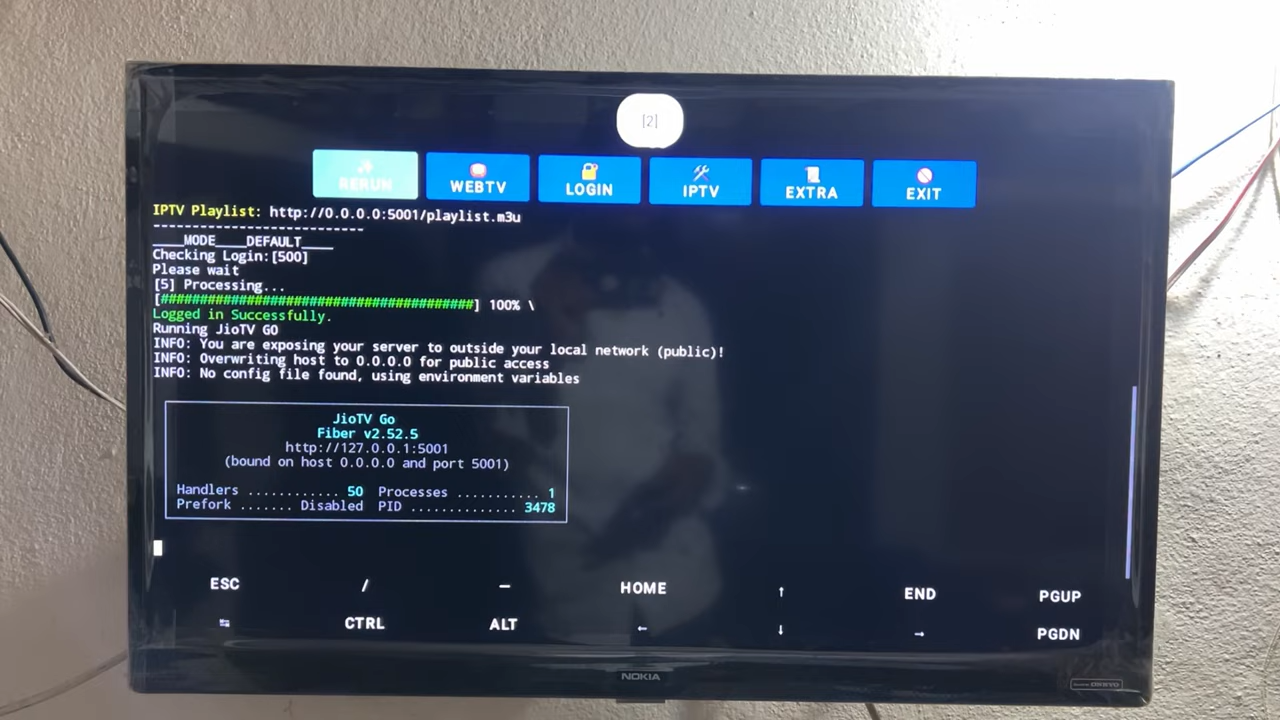 [2]
RERUN WEBTV LOGIN IPTV EXTRA EXIT
IPTV Playlist: http://0.0.0.0:5001/playlist.m3u
---------------------------
____MODE____DEFAULT____
Checking Login:[500]
Please wait
[5] Processing...
[########################################] 100% \
Logged in Successfully.
Running JioTV GO
INFO: You are exposing your server to outside your local network (public)!
INFO: Overwriting host to 0.0.0.0 for public access
INFO: No config file found, using environment variables
JioTV Go
Fiber v2.52.5
http://127.0.0.1:5001
(bound on host 0.0.0.0 and port 5001)
Handlers ............ 50 Processes ........... 1
Prefork ....... Disabled PID .............. 3478
ESC / — HOME ↑ END PGUP
CTRL ALT ← ↓ → PGDN
NOKIA
ONKYO